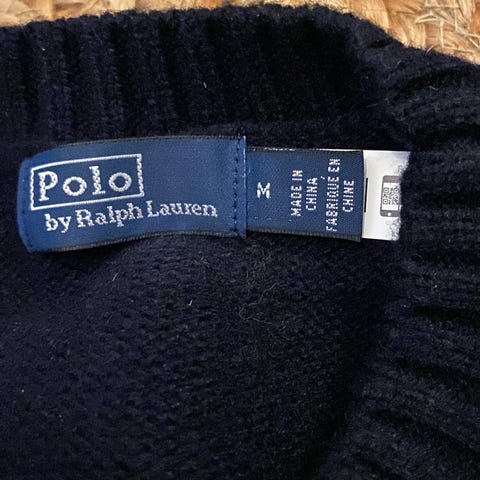 Polo
by Ralph Lauren
M
MADE IN
CHINA
FABRIQUÉ EN
CHINE